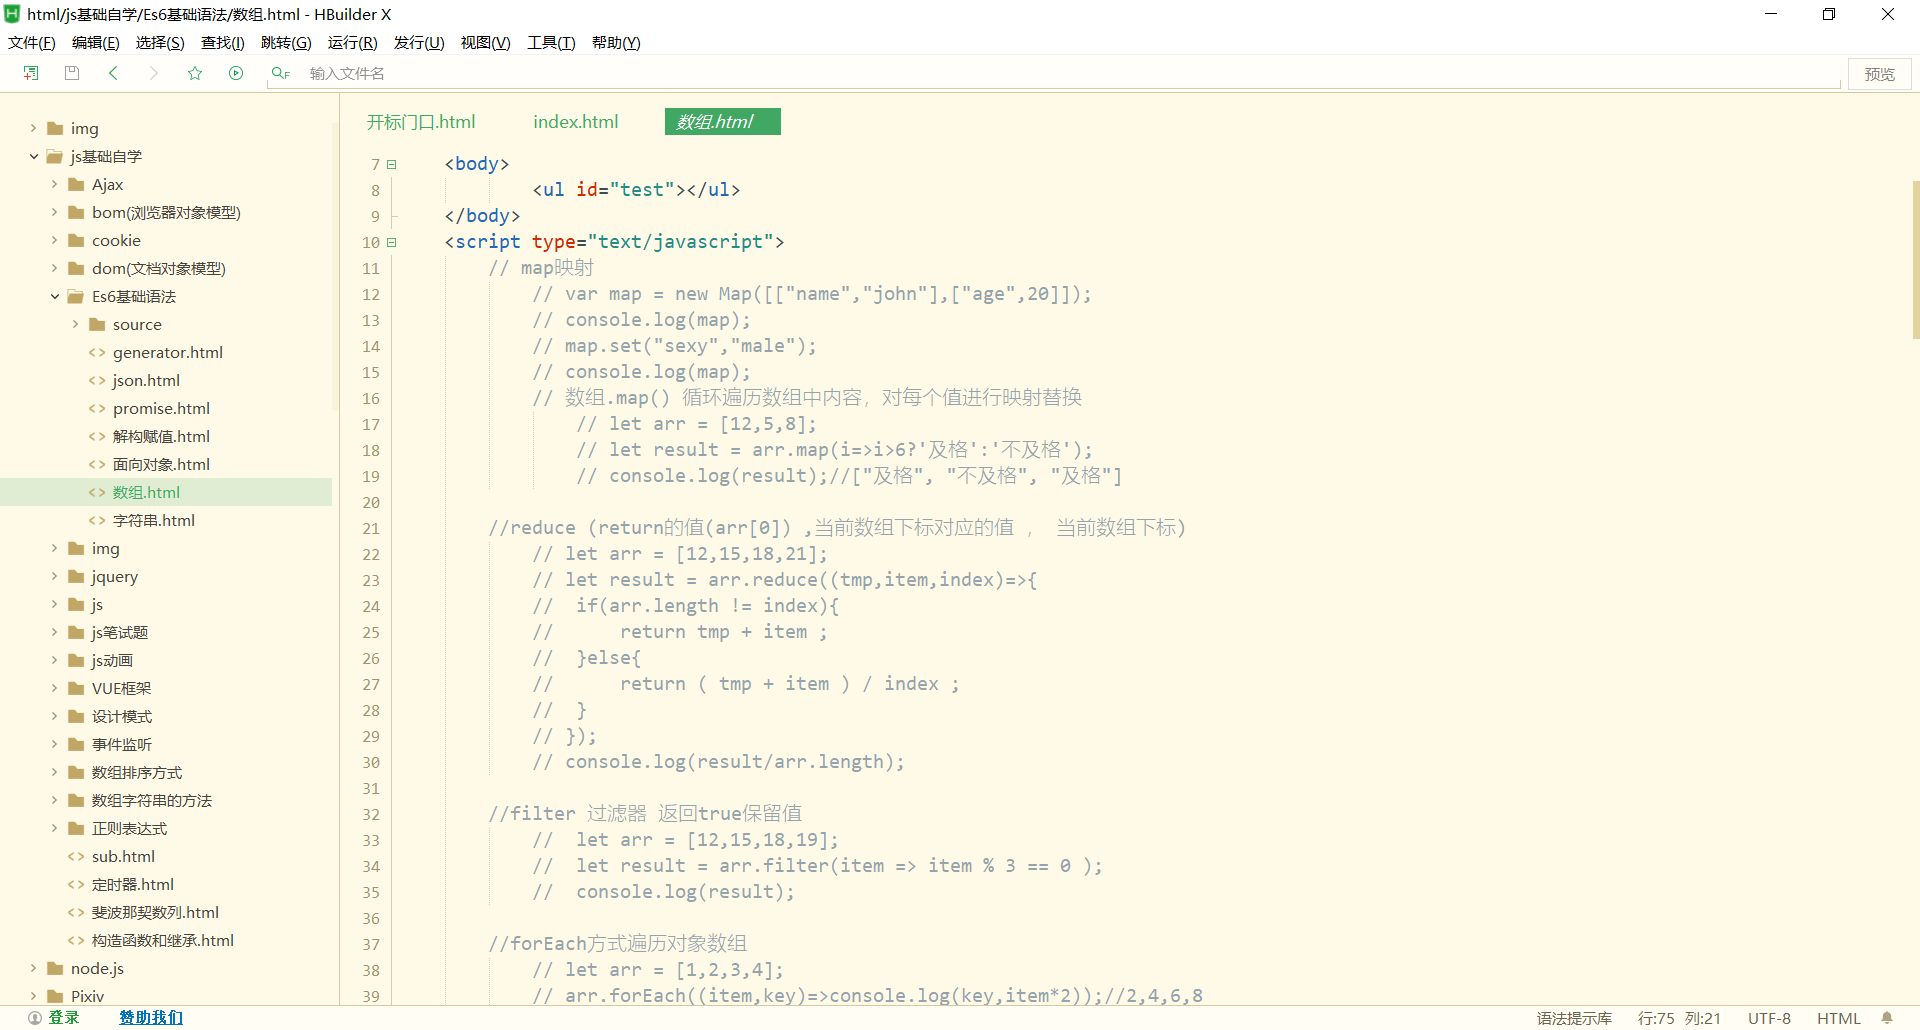 html/js基础自学/Es6基础语法/数组.html - HBuilder X
文件(F) 编辑(E) 选择(S) 查找(I) 跳转(G) 运行(R) 发行(U) 视图(V) 工具(T) 帮助(Y)
输入文件名
预览
img
js基础自学
Ajax
bom(浏览器对象模型)
cookie
dom(文档对象模型)
Es6基础语法
source
generator.html
json.html
promise.html
解构赋值.html
面向对象.html
数组.html
字符串.html
img
jquery
js
js笔试题
js动画
VUE框架
设计模式
事件监听
数组排序方式
数组字符串的方法
正则表达式
sub.html
定时器.html
斐波那契数列.html
构造函数和继承.html
node.js
Pixiv
开标门口.html index.html 数组.html
7 <body>
8 <ul id="test"></ul>
9 </body>
10 <script type="text/javascript">
11 // map映射
12 // var map = new Map([["name","john"],["age",20]]);
13 // console.log(map);
14 // map.set("sexy","male");
15 // console.log(map);
16 // 数组.map() 循环遍历数组中内容，对每个值进行映射替换
17 // let arr = [12,5,8];
18 // let result = arr.map(i=>i>6?'及格':'不及格');
19 // console.log(result);//["及格", "不及格", "及格"]
20
21 //reduce (return的值(arr[0]) ,当前数组下标对应的值 ， 当前数组下标)
22 // let arr = [12,15,18,21];
23 // let result = arr.reduce((tmp,item,index)=>{
24 // if(arr.length != index){
25 // return tmp + item ;
26 // }else{
27 // return ( tmp + item ) / index ;
28 // }
29 // });
30 // console.log(result/arr.length);
31
32 //filter 过滤器 返回true保留值
33 // let arr = [12,15,18,19];
34 // let result = arr.filter(item => item % 3 == 0 );
35 // console.log(result);
36
37 //forEach方式遍历对象数组
38 // let arr = [1,2,3,4];
39 // arr.forEach((item,key)=>console.log(key,item*2));//2,4,6,8
登录 赞助我们 语法提示库 行:75 列:21 UTF-8 HTML